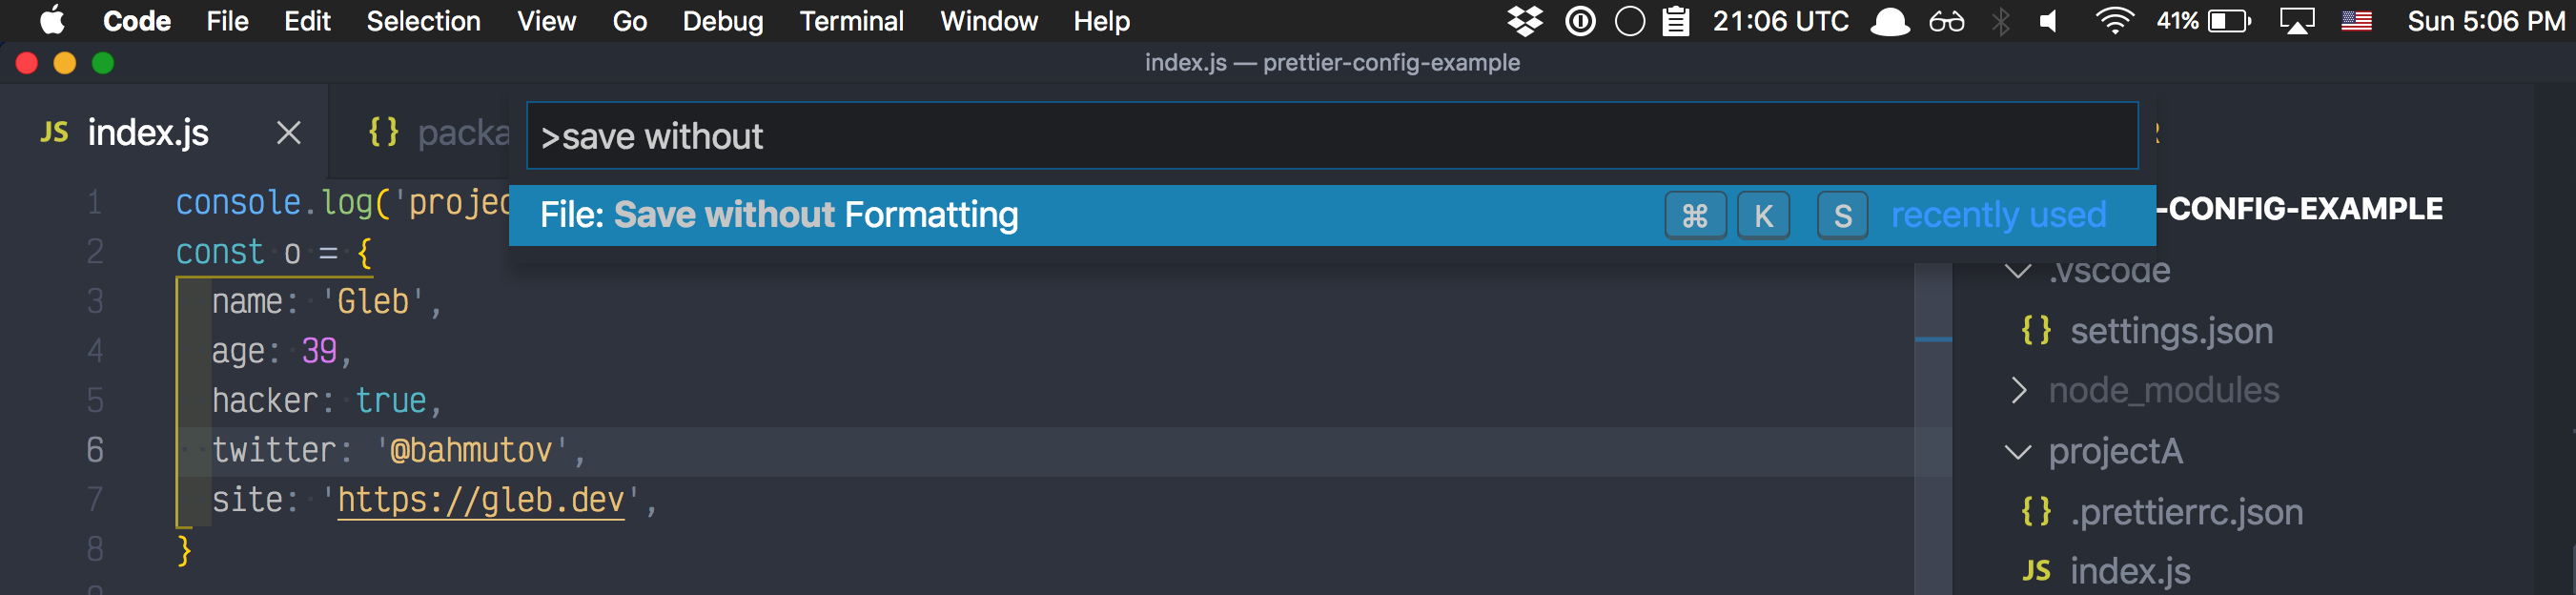 Code File Edit Selection View Go Debug Terminal Window Help 21:06 UTC 41% Sun 5:06 PM
index.js — prettier-config-example
JS index.js × {} packa
>save without
File: Save without Formatting ⌘ K S recently used
-CONFIG-EXAMPLE
1 console.log('projec
2 const o = {
3 name: 'Gleb',
4 age: 39,
5 hacker: true,
6 twitter: '@bahmutov',
7 site: 'https://gleb.dev',
8 }
.vscode
{} settings.json
node_modules
projectA
{} .prettierrc.json
JS index.js